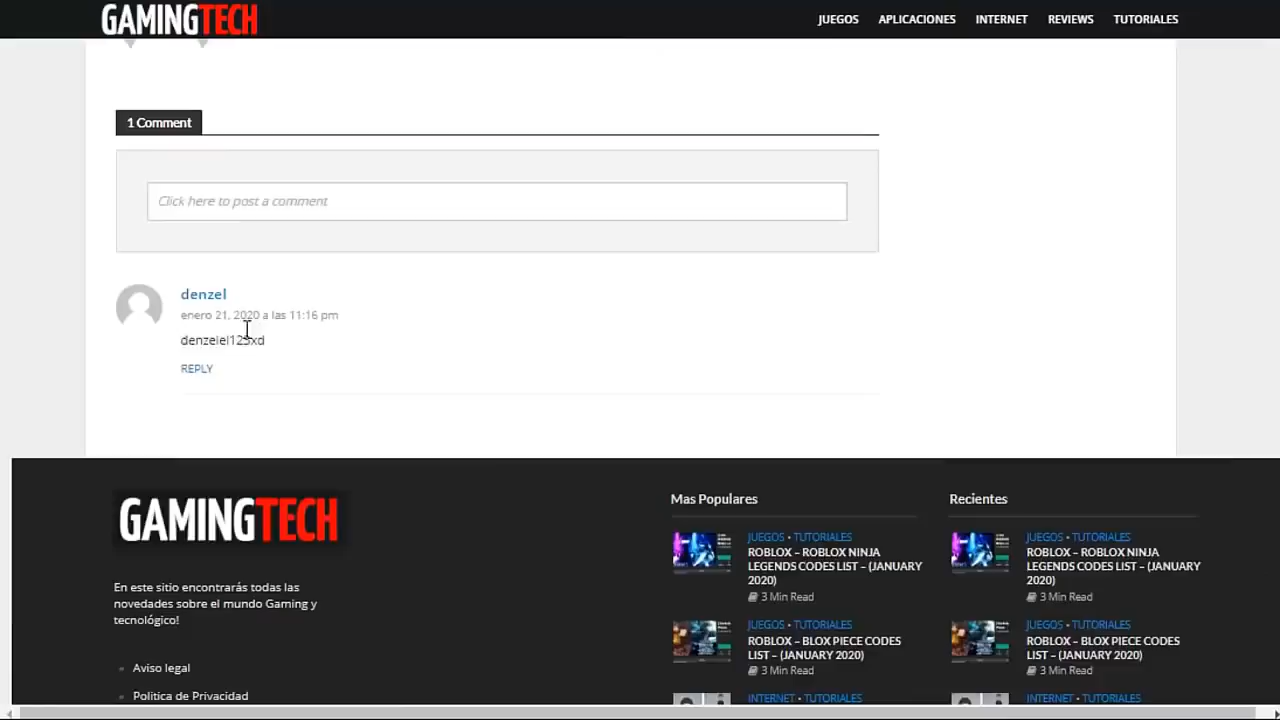 GAMINGTECH
JUEGOS APLICACIONES INTERNET REVIEWS TUTORIALES
1 Comment
Click here to post a comment
denzel
enero 21, 2020 a las 11:16 pm
denzelel123xd
REPLY
GAMINGTECH
En este sitio encontrarás todas las
novedades sobre el mundo Gaming y
tecnológico!
Aviso legal
Politica de Privacidad
Mas Populares
JUEGOS • TUTORIALES
ROBLOX – ROBLOX NINJA
LEGENDS CODES LIST – (JANUARY
2020)
3 Min Read
JUEGOS • TUTORIALES
ROBLOX – BLOX PIECE CODES
LIST – (JANUARY 2020)
3 Min Read
INTERNET • TUTORIALES
Recientes
JUEGOS • TUTORIALES
ROBLOX – ROBLOX NINJA
LEGENDS CODES LIST – (JANUARY
2020)
3 Min Read
JUEGOS • TUTORIALES
ROBLOX – BLOX PIECE CODES
LIST – (JANUARY 2020)
3 Min Read
INTERNET • TUTORIALES